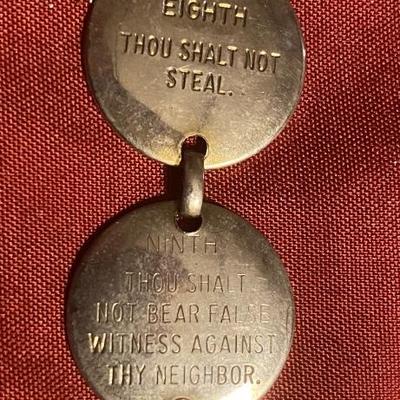 EIGHTH
THOU SHALT NOT
STEAL.
NINTH
THOU SHALT
NOT BEAR FALSE
WITNESS AGAINST
THY NEIGHBOR.